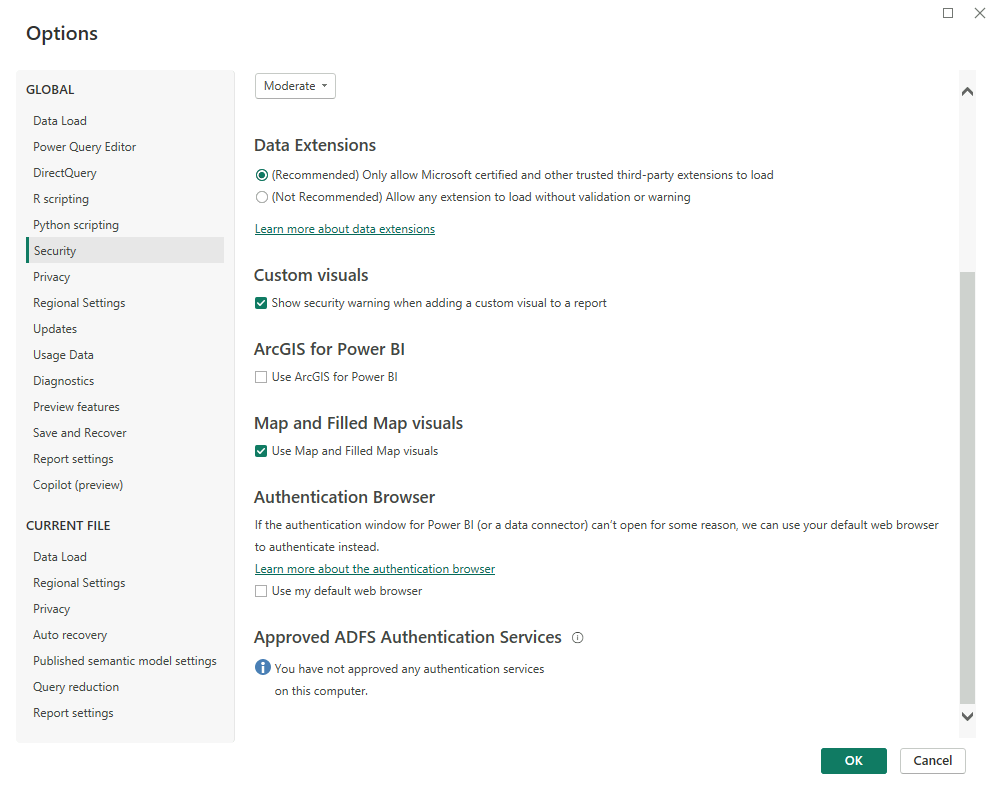 Options
GLOBAL
Data Load
Power Query Editor
DirectQuery
R scripting
Python scripting
Security
Privacy
Regional Settings
Updates
Usage Data
Diagnostics
Preview features
Save and Recover
Report settings
Copilot (preview)
CURRENT FILE
Data Load
Regional Settings
Privacy
Auto recovery
Published semantic model settings
Query reduction
Report settings
Moderate
Data Extensions
(Recommended) Only allow Microsoft certified and other trusted third-party extensions to load
(Not Recommended) Allow any extension to load without validation or warning
Learn more about data extensions
Custom visuals
Show security warning when adding a custom visual to a report
ArcGIS for Power BI
Use ArcGIS for Power BI
Map and Filled Map visuals
Use Map and Filled Map visuals
Authentication Browser
If the authentication window for Power BI (or a data connector) can't open for some reason, we can use your default web browser
to authenticate instead.
Learn more about the authentication browser
Use my default web browser
Approved ADFS Authentication Services
You have not approved any authentication services
on this computer.
OK
Cancel